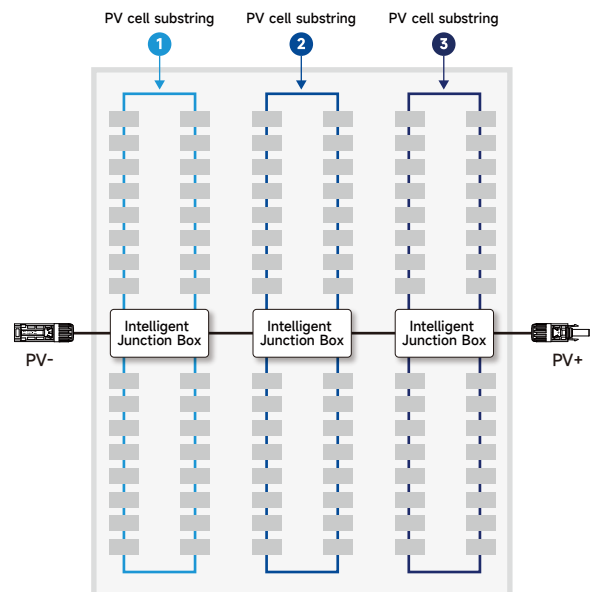 PV cell substring
PV cell substring
PV cell substring
1
2
3
Intelligent
Junction Box
Intelligent
Junction Box
Intelligent
Junction Box
PV-
PV+